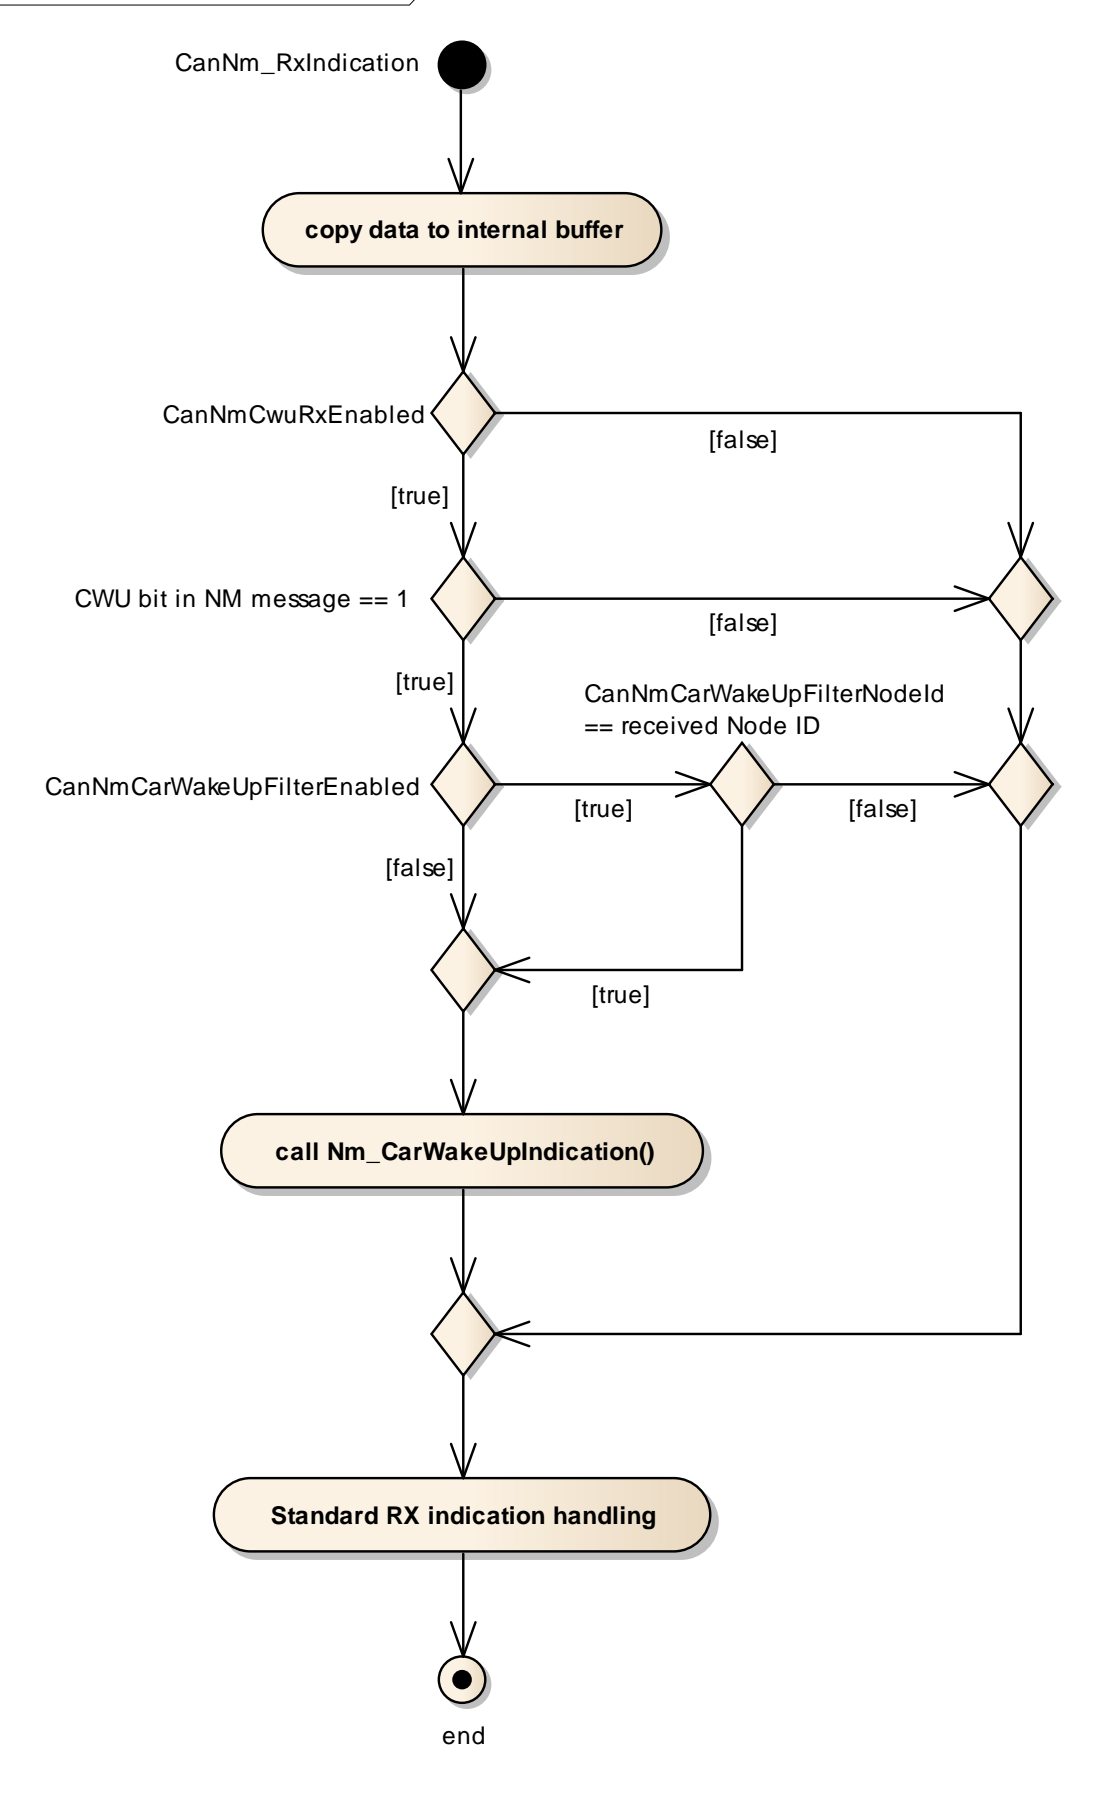 CanNm_RxIndication
copy data to internal buffer
CanNmCwuRxEnabled
[false]
[true]
CWU bit in NM message == 1
[false]
[true]
CanNmCarWakeUpFilterNodeId
== received Node ID
CanNmCarWakeUpFilterEnabled
[true]
[false]
[false]
[true]
call Nm_CarWakeUpIndication()
Standard RX indication handling
end